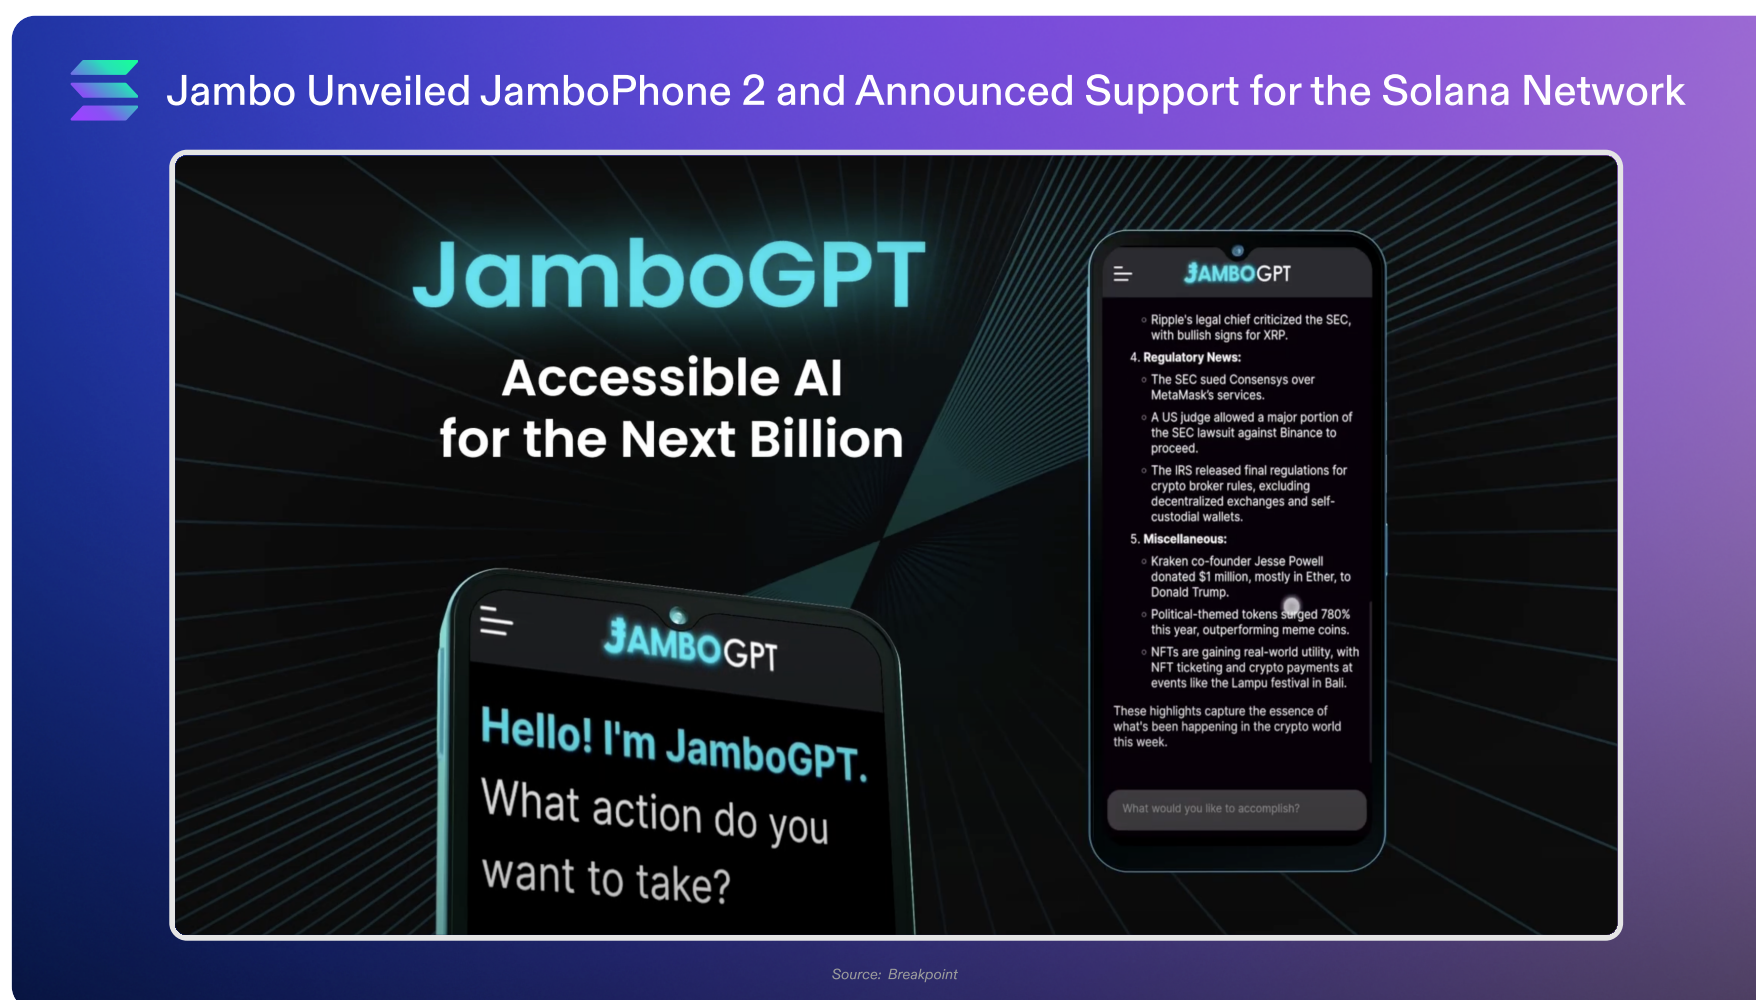 Jambo Unveiled JamboPhone 2 and Announced Support for the Solana Network
JamboGPT
Accessible AI
for the Next Billion
JAMBOGPT
Hello! I'm JamboGPT.
What action do you
want to take?
JAMBOGPT
○ Ripple's legal chief criticized the SEC,
with bullish signs for XRP.
4. Regulatory News:
○ The SEC sued Consensys over
MetaMask's services.
○ A US judge allowed a major portion of
the SEC lawsuit against Binance to
proceed.
○ The IRS released final regulations for
crypto broker rules, excluding
decentralized exchanges and self-
custodial wallets.
5. Miscellaneous:
○ Kraken co-founder Jesse Powell
donated $1 million, mostly in Ether, to
Donald Trump.
○ Political-themed tokens surged 780%
this year, outperforming meme coins.
○ NFTs are gaining real-world utility, with
NFT ticketing and crypto payments at
events like the Lampu festival in Bali.
These highlights capture the essence of
what's been happening in the crypto world
this week.
What would you like to accomplish?
Source: Breakpoint